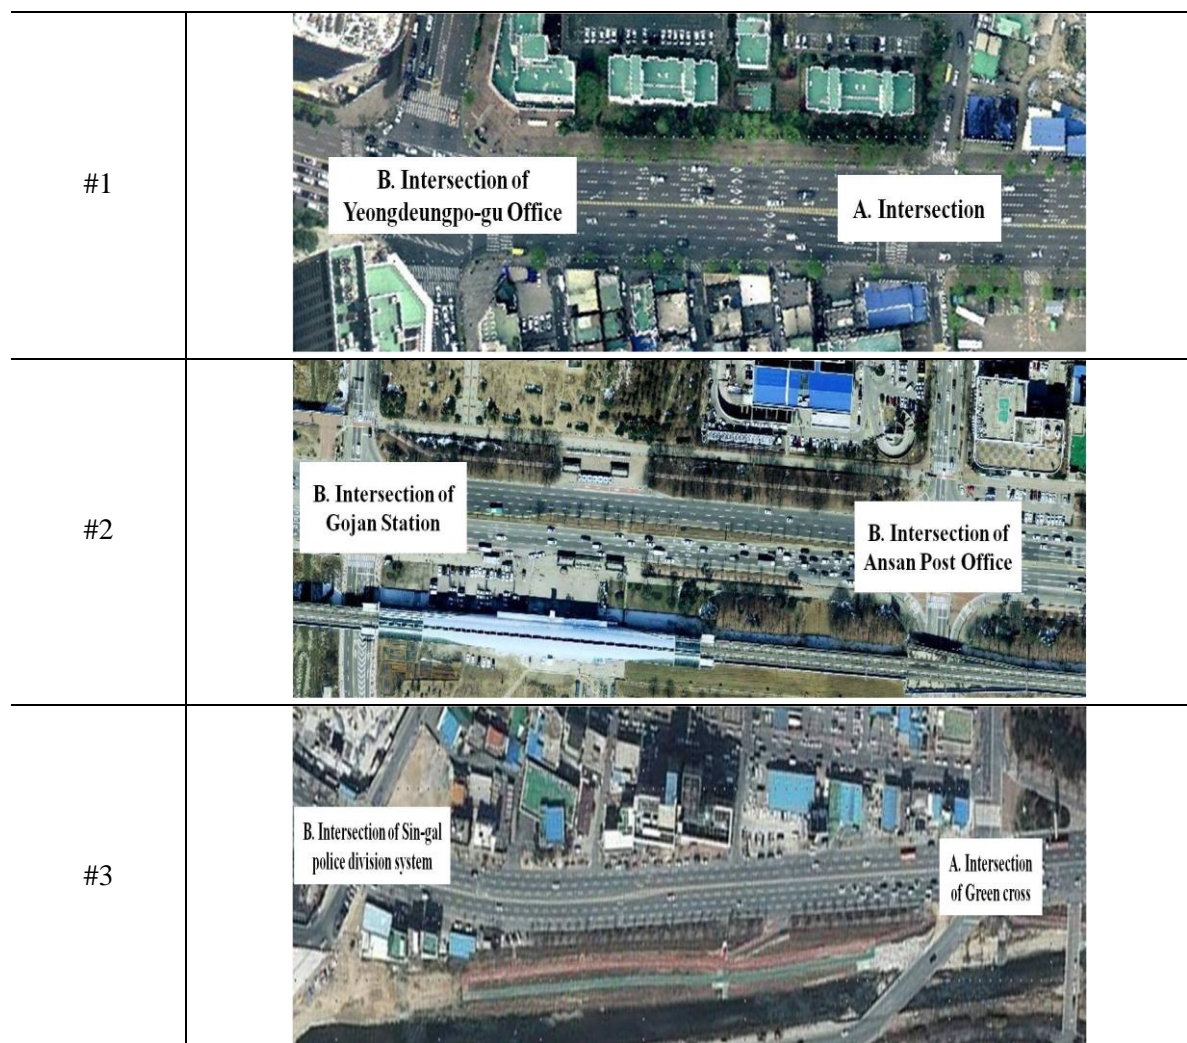 #1
B. Intersection of
Yeongdeungpo-gu Office
A. Intersection
#2
B. Intersection of
Gojan Station
B. Intersection of
Ansan Post Office
#3
B. Intersection of Sin-gal
police division system
A. Intersection
of Green cross